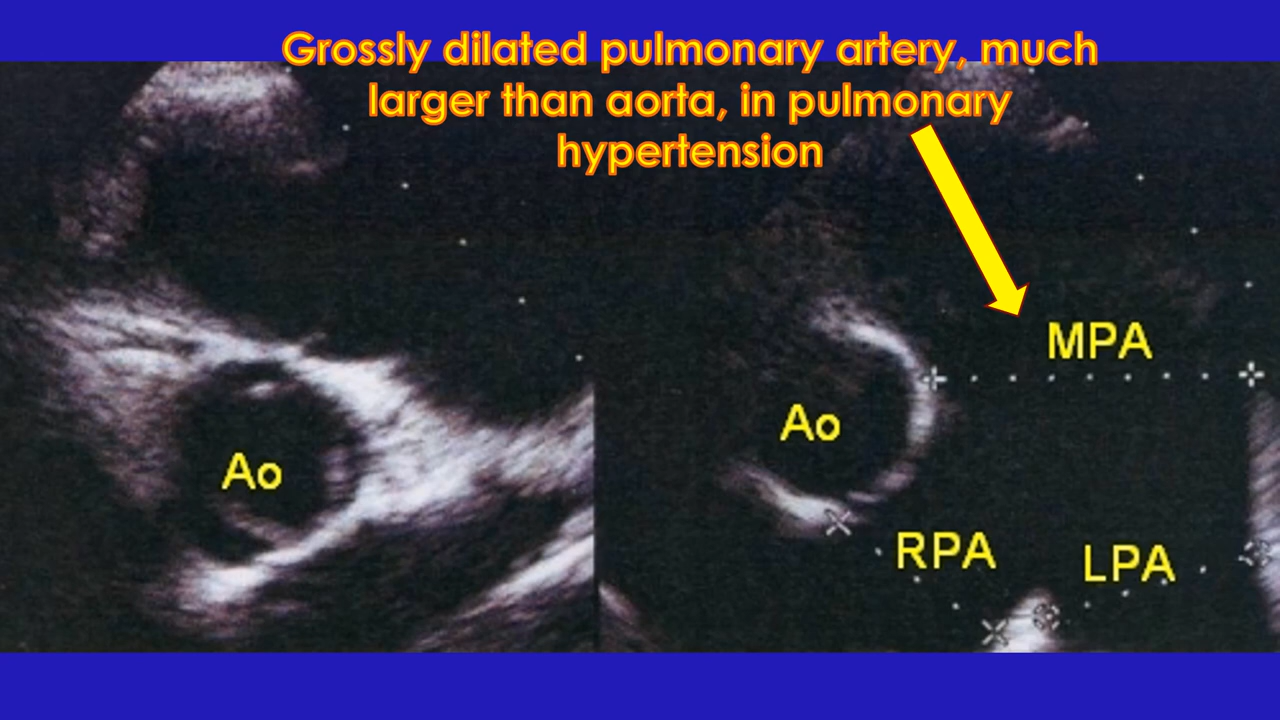 Grossly dilated pulmonary artery, much
larger than aorta, in pulmonary
hypertension
MPA
Ao
Ao
RPA
LPA